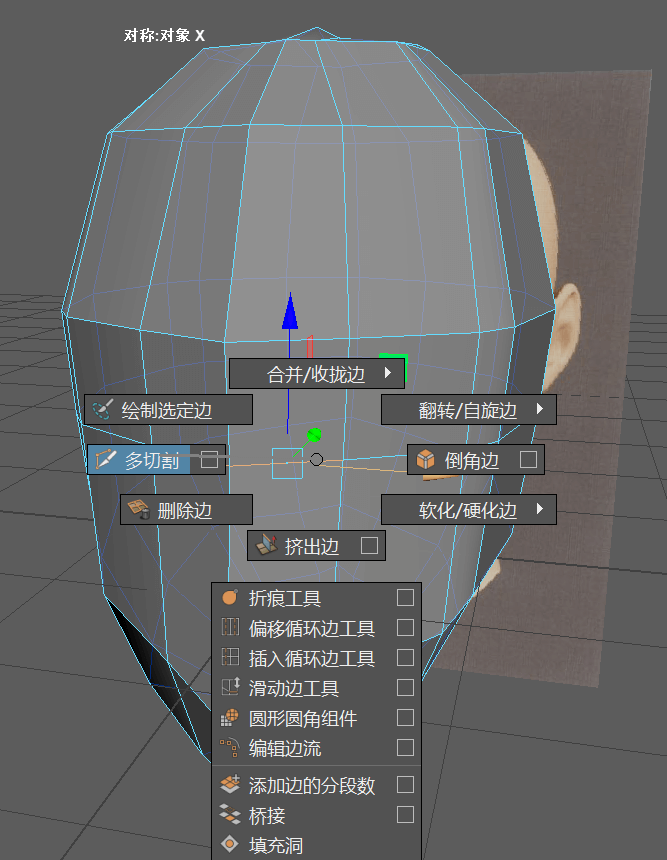 对称:对象 X
合并/收拢边
绘制选定边
翻转/自旋边
多切割
倒角边
删除边
软化/硬化边
挤出边
折痕工具
偏移循环边工具
插入循环边工具
滑动边工具
圆形圆角组件
编辑边流
添加边的分段数
桥接
填充洞